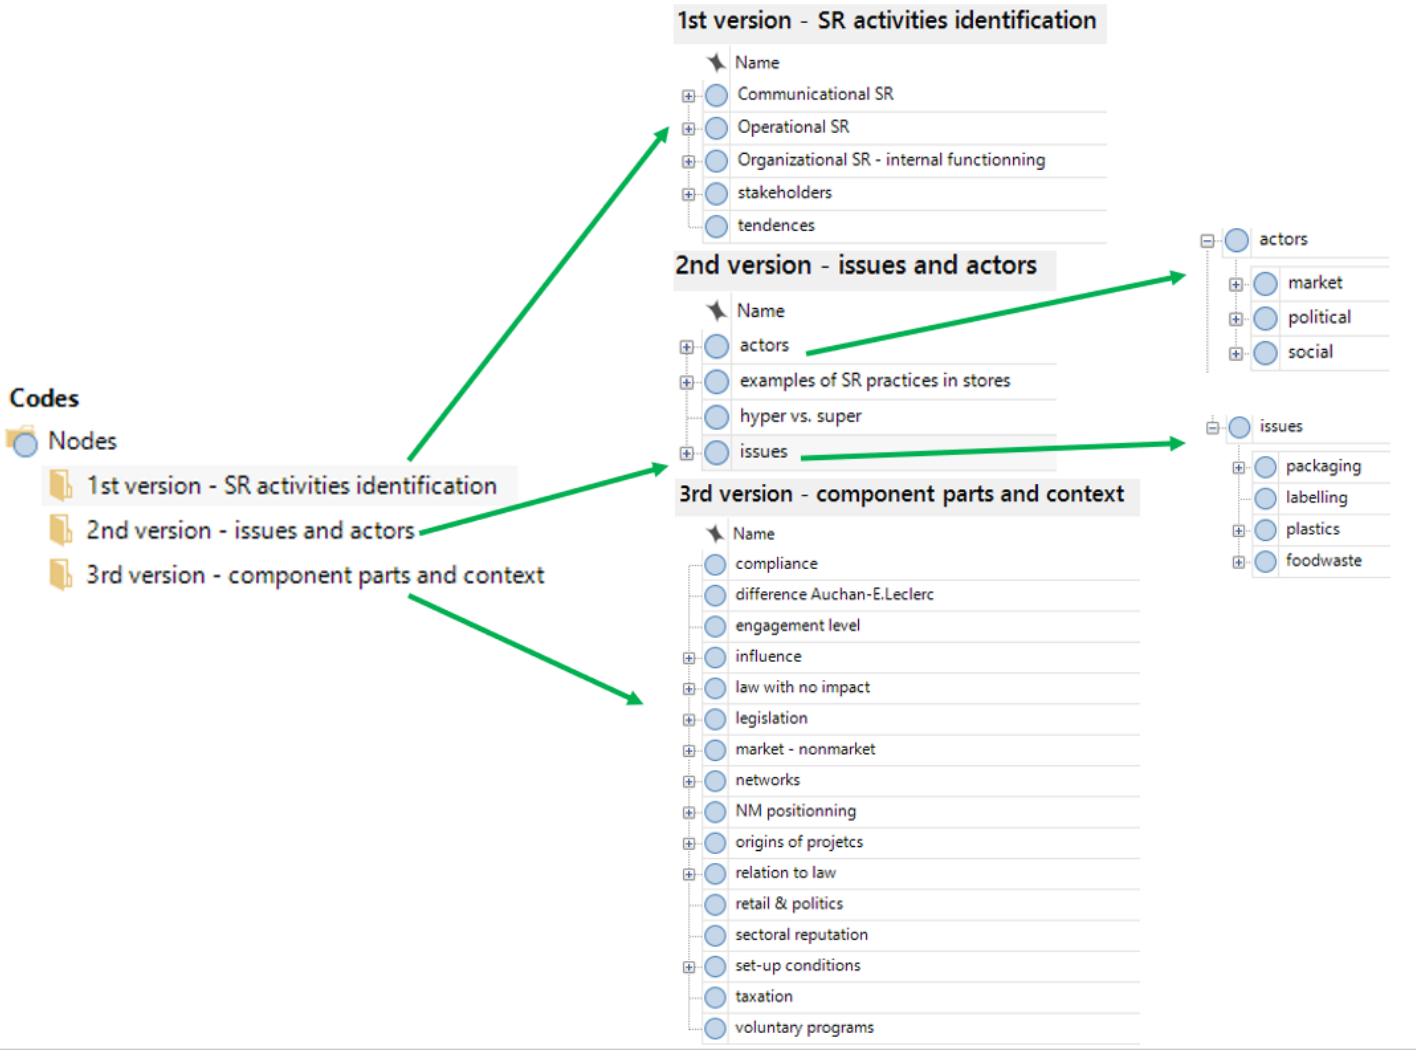 Codes
Nodes
1st version - SR activities identification
2nd version - issues and actors
3rd version - component parts and context
1st version - SR activities identification
Name
Communicational SR
Operational SR
Organizational SR - internal functionning
stakeholders
tendences
2nd version - issues and actors
Name
actors
examples of SR practices in stores
hyper vs. super
issues
3rd version - component parts and context
Name
compliance
difference Auchan-E.Leclerc
engagement level
influence
law with no impact
legislation
market - nonmarket
networks
NM positionning
origins of projetcs
relation to law
retail & politics
sectoral reputation
set-up conditions
taxation
voluntary programs
actors
market
political
social
issues
packaging
labelling
plastics
foodwaste